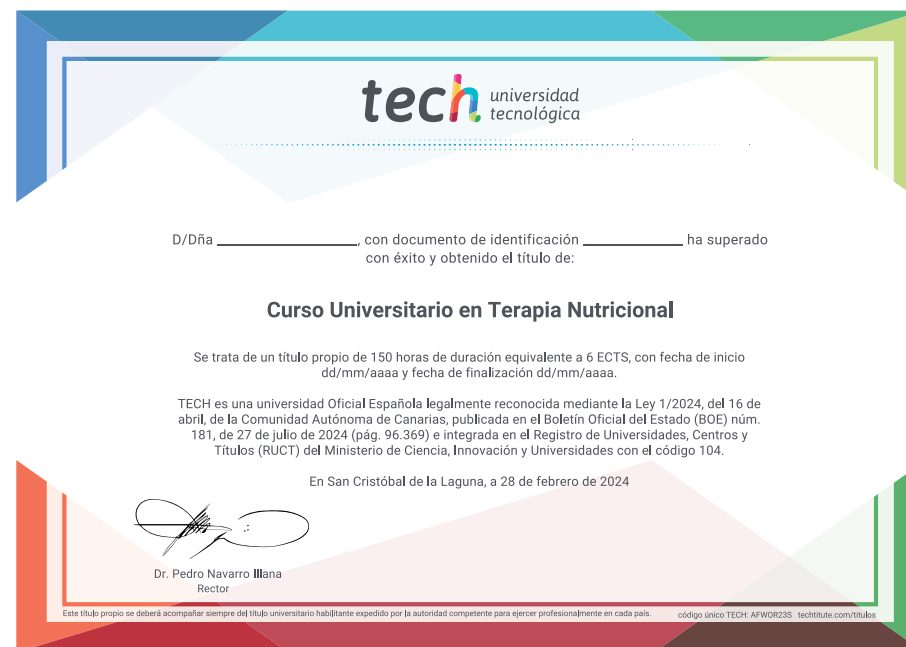 tech universidad
tecnológica
D/Dña ____________, con documento de identificación ____________ ha superado
con éxito y obtenido el título de:
Curso Universitario en Terapia Nutricional
Se trata de un título propio de 150 horas de duración equivalente a 6 ECTS, con fecha de inicio
dd/mm/aaaa y fecha de finalización dd/mm/aaaa.
TECH es una universidad Oficial Española legalmente reconocida mediante la Ley 1/2024, del 16 de
abril, de la Comunidad Autónoma de Canarias, publicada en el Boletín Oficial del Estado (BOE) núm.
181, de 27 de julio de 2024 (pág. 96.369) e integrada en el Registro de Universidades, Centros y
Títulos (RUCT) del Ministerio de Ciencia, Innovación y Universidades con el código 104.
En San Cristóbal de la Laguna, a 28 de febrero de 2024
Dr. Pedro Navarro Illana
Rector
Este título propio se deberá acompañar siempre del título universitario habilitante expedido por la autoridad competente para ejercer profesionalmente en cada país.
código único TECH: AFWOR23S techtitute.com/titulos